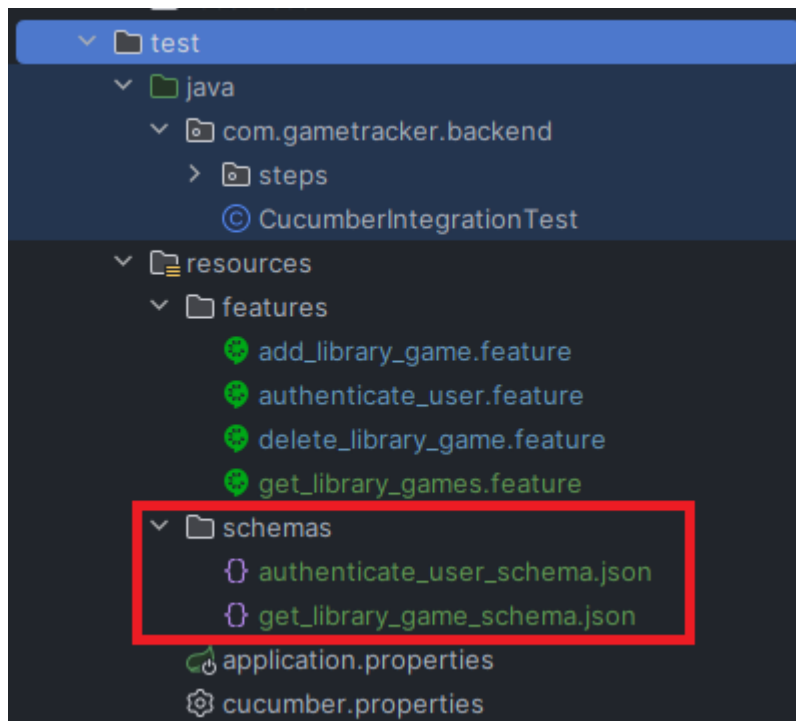 test
java
com.gametracker.backend
steps
CucumberIntegrationTest
resources
features
add_library_game.feature
authenticate_user.feature
delete_library_game.feature
get_library_games.feature
schemas
authenticate_user_schema.json
get_library_game_schema.json
application.properties
cucumber.properties